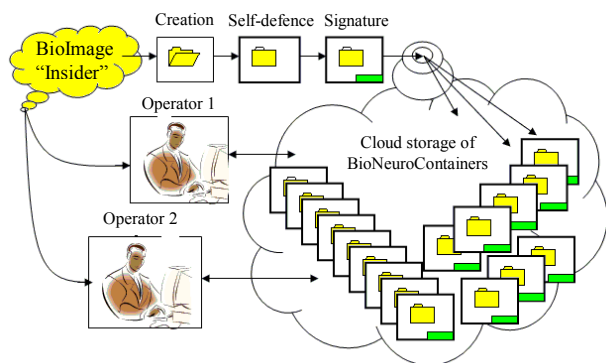 Creation Self-defence Signature
BioImage
“Insider”
Operator 1
Cloud storage of
BioNeuroContainers
Operator 2